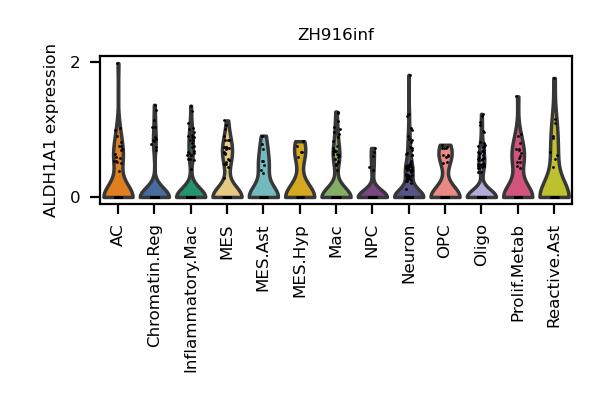 ZH916inf
ALDH1A1 expression
2
0
AC
Chromatin.Reg
Inflammatory.Mac
MES
MES.Ast
MES.Hyp
Mac
NPC
Neuron
OPC
Oligo
Prolif.Metab
Reactive.Ast